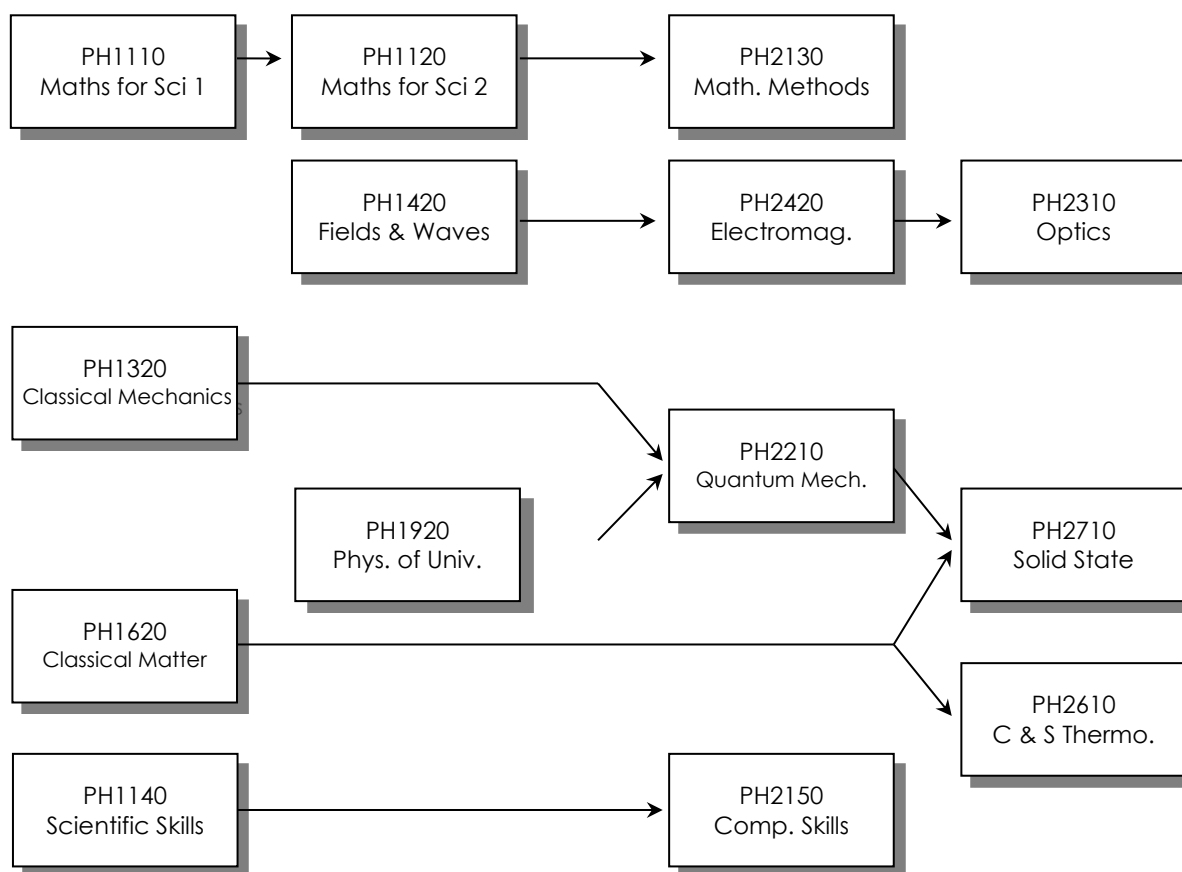 PH1110
Maths for Sci 1
PH1120
Maths for Sci 2
PH2130
Math. Methods
PH1420
Fields & Waves
PH2420
Electromag.
PH2310
Optics
PH1320
Classical Mechanics
PH2210
Quantum Mech.
PH1920
Phys. of Univ.
PH2710
Solid State
PH1620
Classical Matter
PH2610
C & S Thermo.
PH1140
Scientific Skills
PH2150
Comp. Skills